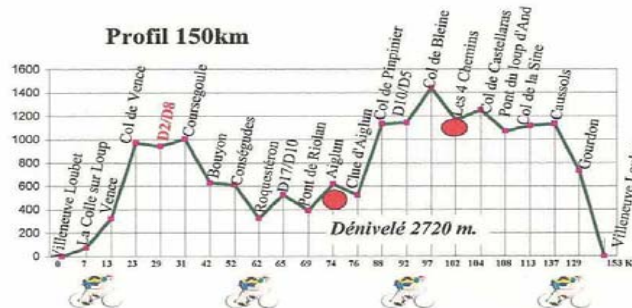 Profil 150km
1600
1400
1200
1000
800
600
400
200
0
Villeneuve Loubet
La Colle sur Loup
Vence
Col de Vence
D2/D8
Coursegoule
Bouyon
Conségudes
Roquestéron
D17/D10
Pont de Riolan
Aiglun
Clue d'Aiglun
Col de Pinpinier
D10/D5
Col de Bleine
Les 4 Chemins
Col de Castellaras
Pont du loup d'And
Col de la Sine
Caussols
Gourdon
Villeneuve Lou
Dénivelé 2720 m.
0 7 13 23 29 31 42 52 62 65 69 74 76 88 92 97 102 104 108 113 137 129 153 K